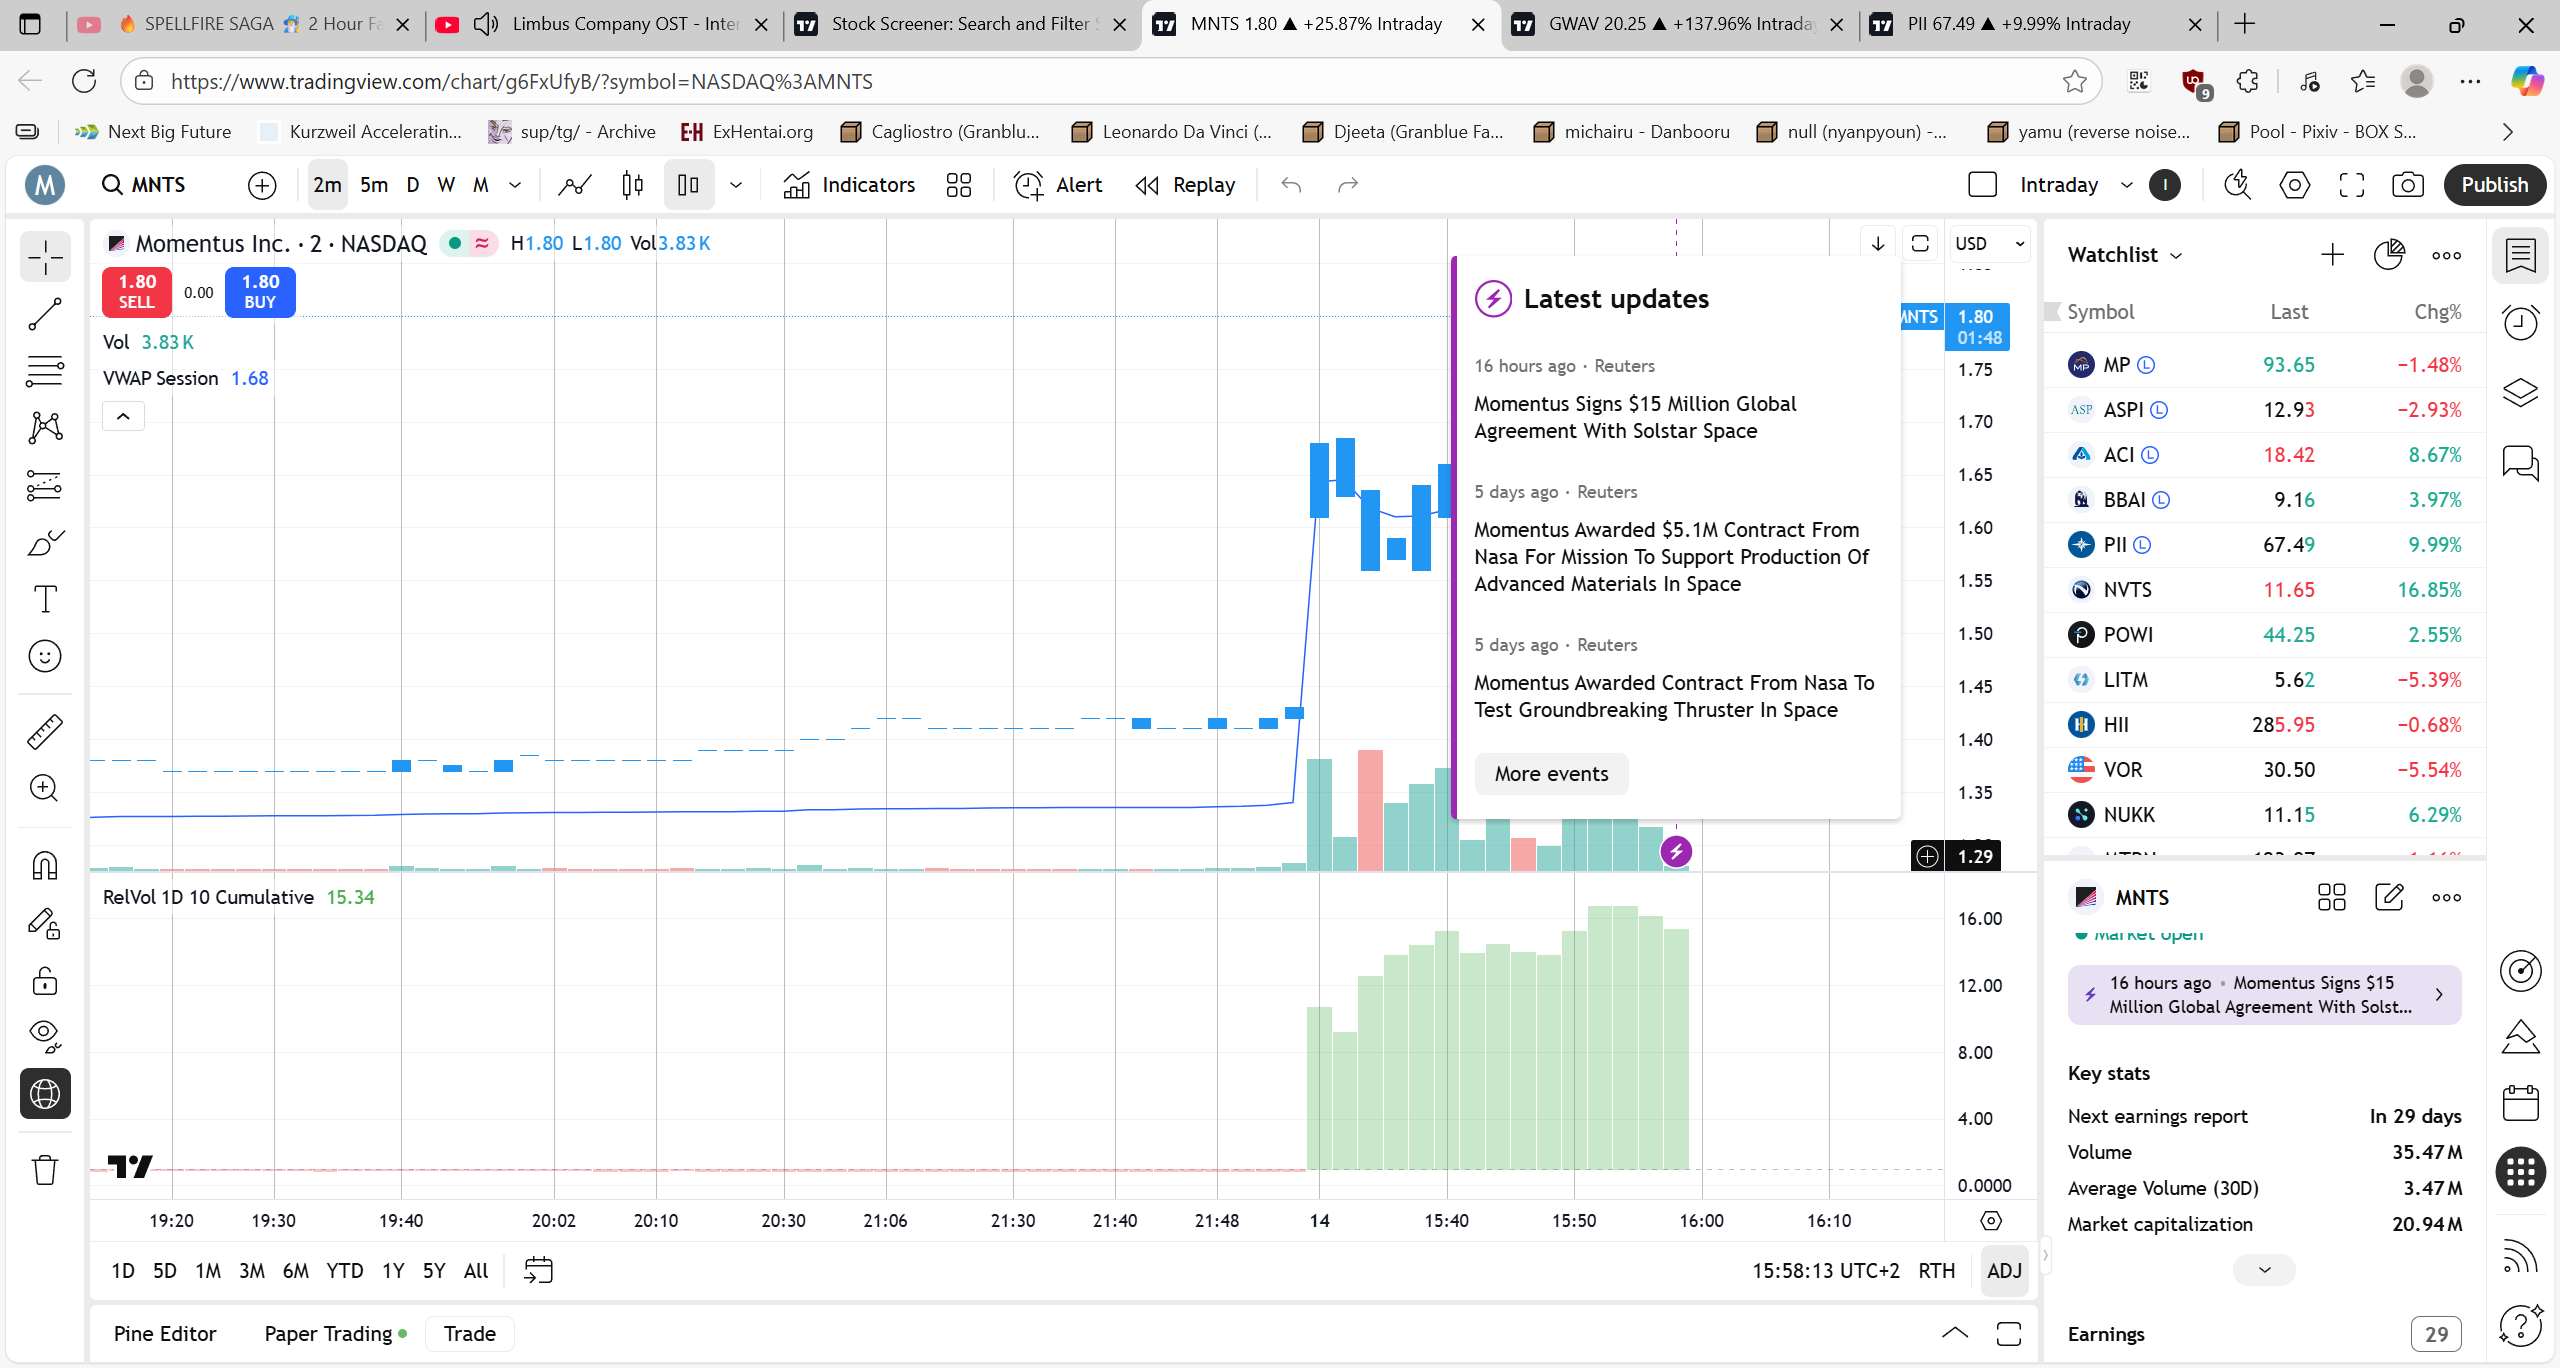 🔥 SPELLFIRE SAGA 🧙 2 Hour Fa
Limbus Company OST - Inter
Stock Screener: Search and Filter S
MNTS 1.80 ▲ +25.87% Intraday
GWAV 20.25 ▲ +137.96% Intraday
PII 67.49 ▲ +9.99% Intraday
https://www.tradingview.com/chart/g6FxUfyB/?symbol=NASDAQ%3AMNTS
9
Next Big Future
Kurzweil Acceleratin...
sup/tg/ - Archive
ExHentai.org
Cagliostro (Granblu...
Leonardo Da Vinci (...
Djeeta (Granblue Fa...
michairu - Danbooru
null (nyanpyoun) -...
yamu (reverse noise...
Pool - Pixiv - BOX S...
M MNTS 2m 5m D W M Indicators Alert Replay Intraday I Publish
Momentus Inc. · 2 · NASDAQ H1.80 L1.80 Vol3.83 K
1.80 SELL 0.00 1.80 BUY
Vol 3.83 K
VWAP Session 1.68
USD
MNTS 1.80
01:48
1.75
1.70
1.65
1.60
1.55
1.50
1.45
1.40
1.35
1.29
Latest updates
16 hours ago · Reuters
Momentus Signs $15 Million Global
Agreement With Solstar Space
5 days ago · Reuters
Momentus Awarded $5.1M Contract From
Nasa For Mission To Support Production Of
Advanced Materials In Space
5 days ago · Reuters
Momentus Awarded Contract From Nasa To
Test Groundbreaking Thruster In Space
More events
RelVol 1D 10 Cumulative 15.34
16.00
12.00
8.00
4.00
0.0000
19:20 19:30 19:40 20:02 20:10 20:30 21:06 21:30 21:40 21:48 14 15:40 15:50 16:00 16:10
1D 5D 1M 3M 6M YTD 1Y 5Y All
15:58:13 UTC+2 RTH ADJ
Pine Editor Paper Trading Trade
Watchlist
Symbol Last Chg%
MP L 93.65 −1.48%
ASPI L 12.93 −2.93%
ACI L 18.42 8.67%
BBAI L 9.16 3.97%
PII L 67.49 9.99%
NVTS 11.65 16.85%
POWI 44.25 2.55%
LITM 5.62 −5.39%
HII 285.95 −0.68%
VOR 30.50 −5.54%
NUKK 11.15 6.29%
MNTS
Market open
16 hours ago • Momentus Signs $15
Million Global Agreement With Solst...
Key stats
Next earnings report In 29 days
Volume 35.47 M
Average Volume (30D) 3.47 M
Market capitalization 20.94 M
Earnings 29